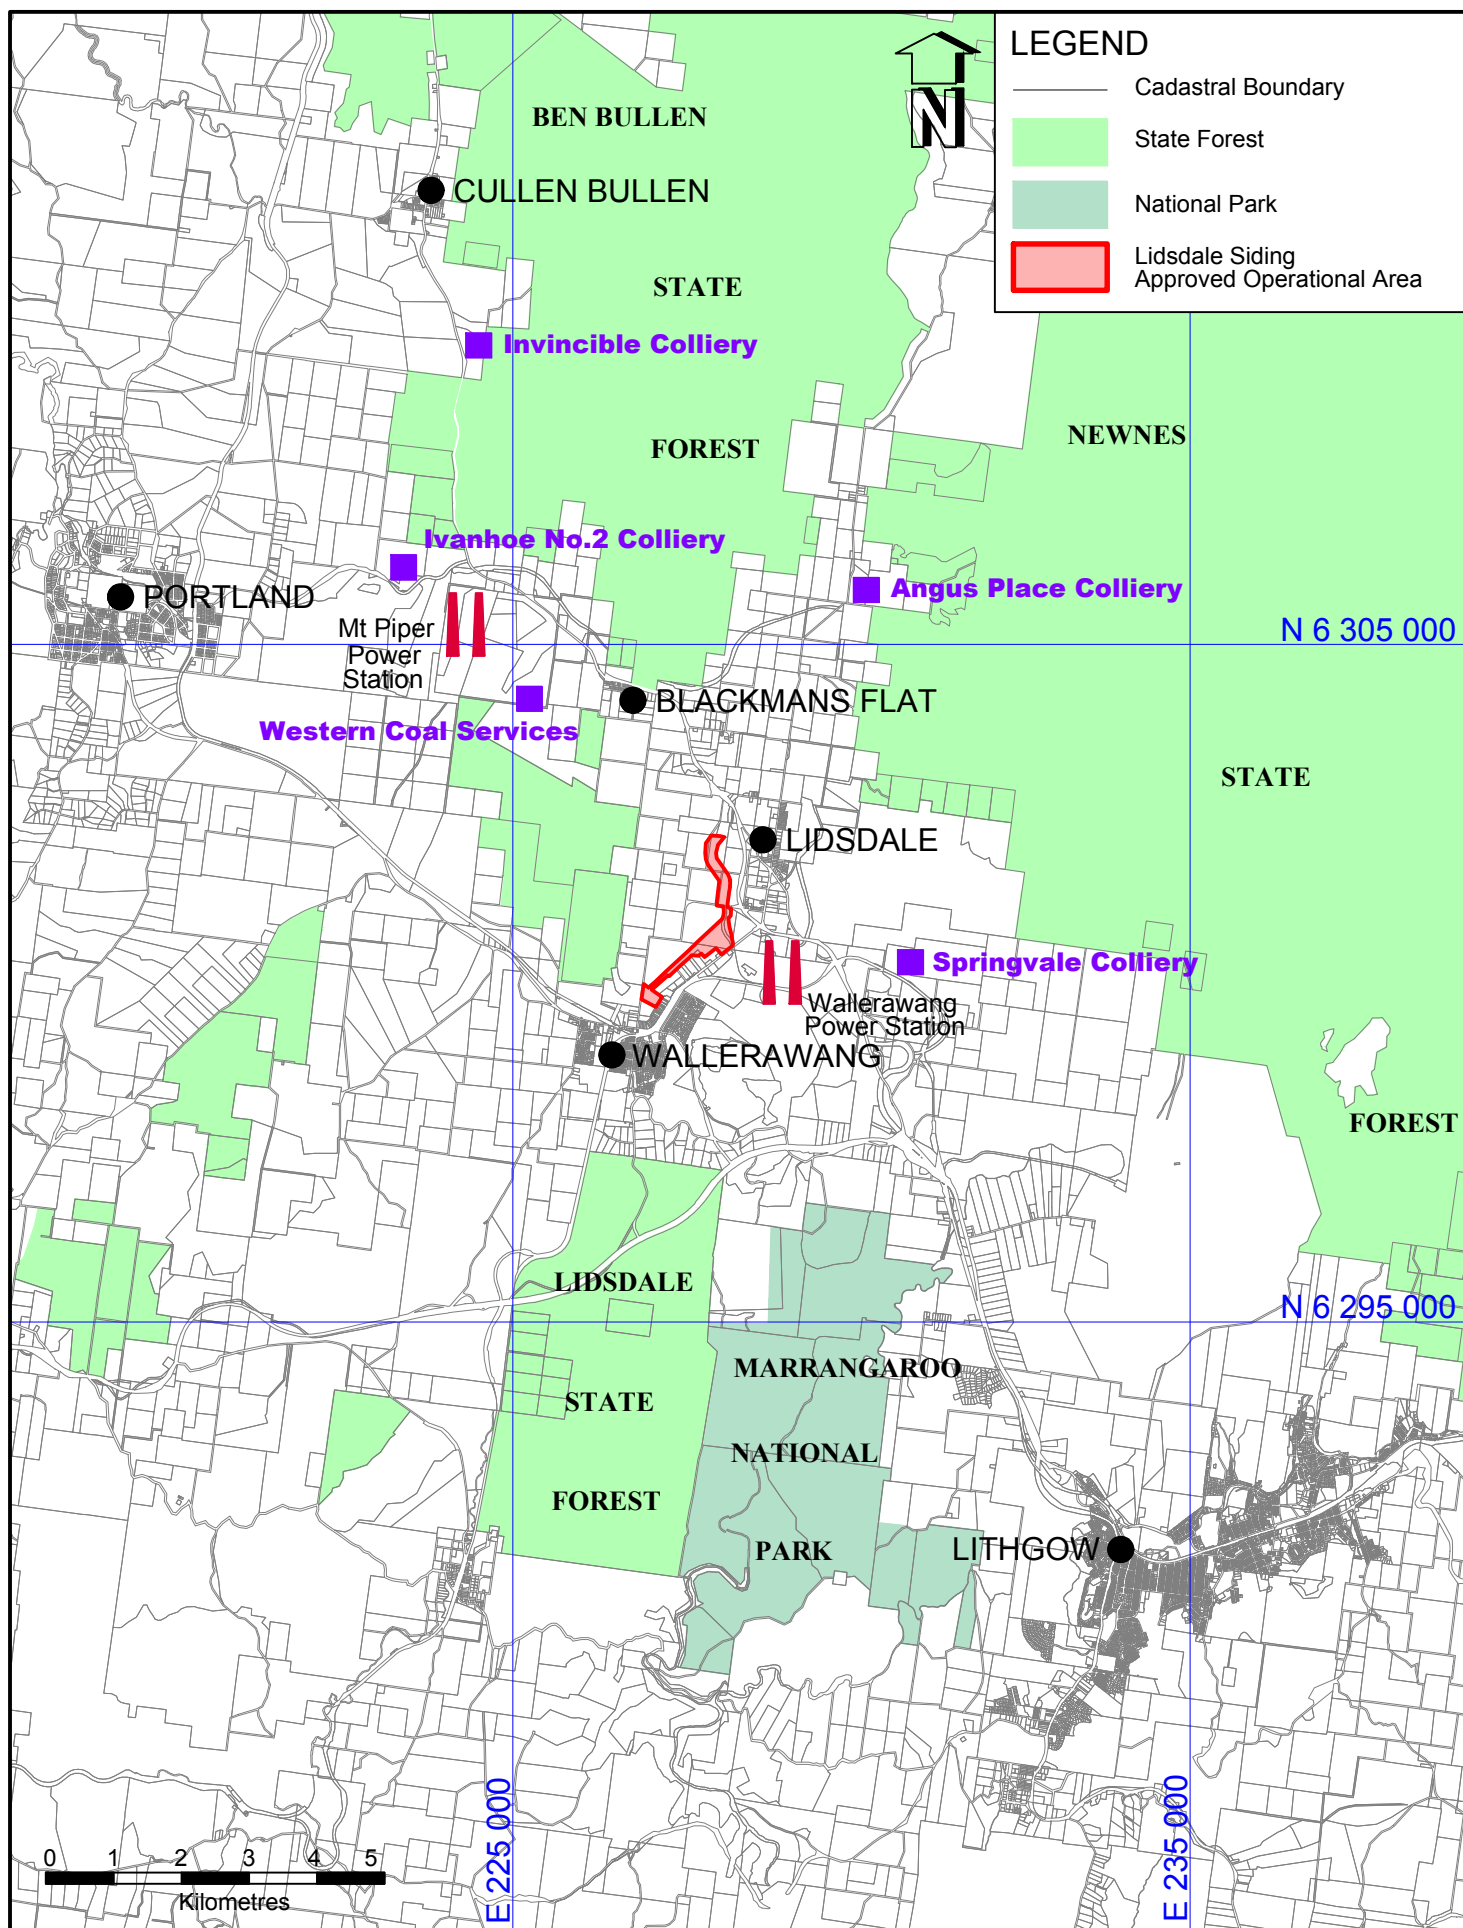 LEGEND
Cadastral Boundary
State Forest
National Park
Lidsdale Siding
Approved Operational Area
N
BEN BULLEN
CULLEN BULLEN
STATE
Invincible Colliery
FOREST
NEWNES
Ivanhoe No.2 Colliery
Angus Place Colliery
PORTLAND
Mt Piper
Power
Station
N 6 305 000
BLACKMANS FLAT
Western Coal Services
STATE
LIDSDALE
Springvale Colliery
Wallerawang
Power Station
WALLERAWANG
FOREST
LIDSDALE
N 6 295 000
MARRANGAROO
STATE
NATIONAL
FOREST
PARK
LITHGOW
E 225 000
E 235 000
0 1 2 3 4 5
Kilometres